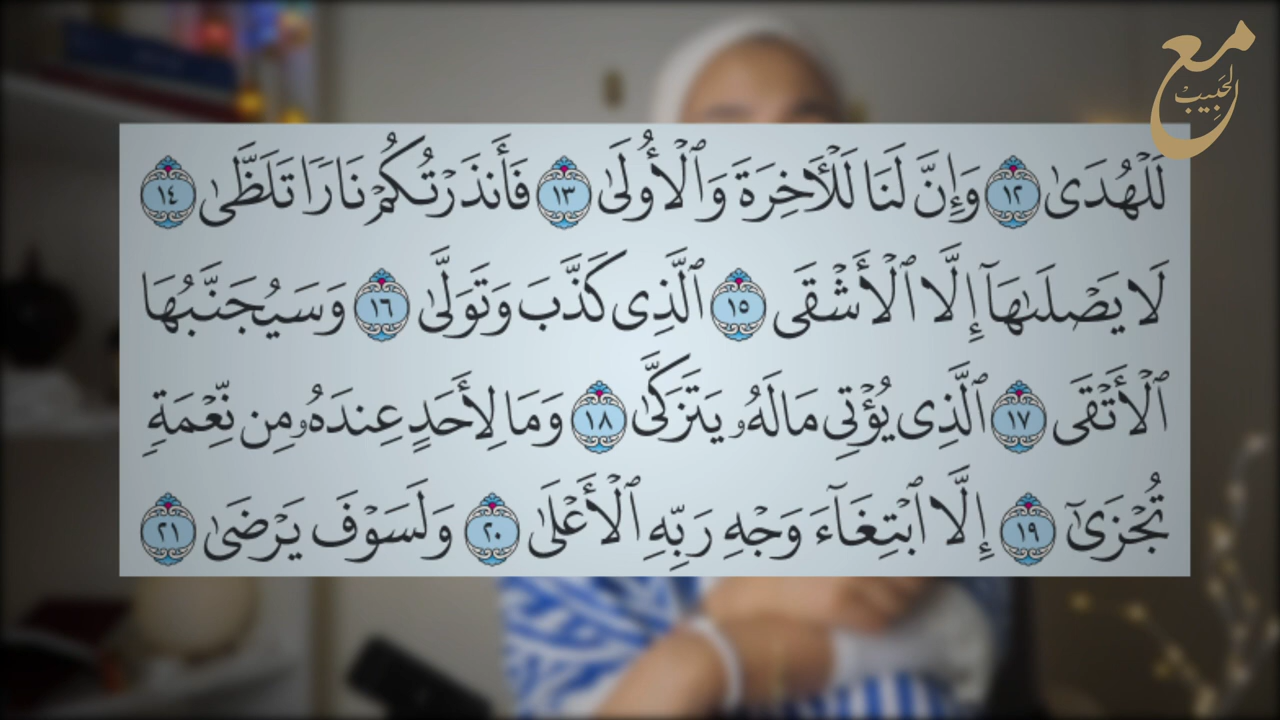 مع الحبيب
لَلْهُدَىٰ ١٢ وَإِنَّ لَنَا لَلْأَخِرَةَ وَٱلْأُولَىٰ ١٣ فَأَنذَرْتُكُمْ نَارًا تَلَظَّىٰ ١٤
لَا يَصْلَىٰهَآ إِلَّا ٱلْأَشْقَى ١٥ ٱلَّذِى كَذَّبَ وَتَوَلَّىٰ ١٦ وَسَيُجَنَّبُهَا
ٱلْأَتْقَى ١٧ ٱلَّذِى يُؤْتِى مَالَهُۥ يَتَزَكَّىٰ ١٨ وَمَا لِأَحَدٍ عِندَهُۥ مِن نِّعْمَةٍ
تُجْزَىٰٓ ١٩ إِلَّا ٱبْتِغَآءَ وَجْهِ رَبِّهِ ٱلْأَعْلَىٰ ٢٠ وَلَسَوْفَ يَرْضَىٰ ٢١